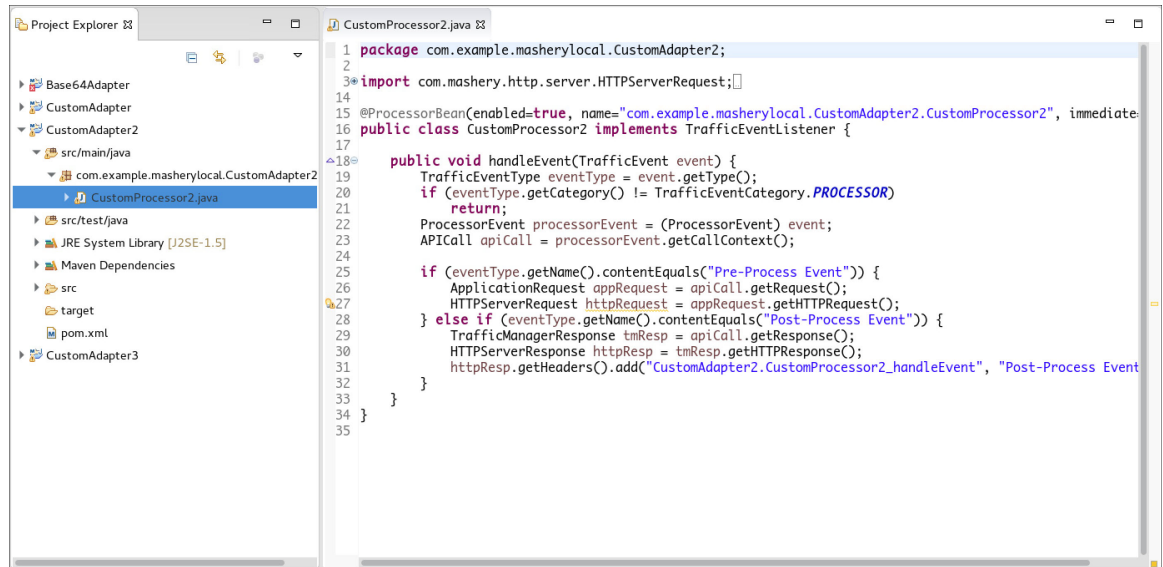 Project Explorer
Base64Adapter
CustomAdapter
CustomAdapter2
src/main/java
com.example.masherylocal.CustomAdapter2
CustomProcessor2.java
src/test/java
JRE System Library [J2SE-1.5]
Maven Dependencies
src
target
pom.xml
CustomAdapter3
CustomProcessor2.java
1 package com.example.masherylocal.CustomAdapter2;
2
3 import com.mashery.http.server.HTTPServerRequest;
14
15 @ProcessorBean(enabled=true, name="com.example.masherylocal.CustomAdapter2.CustomProcessor2", immediate
16 public class CustomProcessor2 implements TrafficEventListener {
17
18     public void handleEvent(TrafficEvent event) {
19         TrafficEventType eventType = event.getType();
20         if (eventType.getCategory() != TrafficEventCategory.PROCESSOR)
21             return;
22         ProcessorEvent processorEvent = (ProcessorEvent) event;
23         APICall apiCall = processorEvent.getCallContext();
24
25         if (eventType.getName().contentEquals("Pre-Process Event")) {
26             ApplicationRequest appRequest = apiCall.getRequest();
27             HTTPServerRequest httpRequest = appRequest.getHTTPRequest();
28         } else if (eventType.getName().contentEquals("Post-Process Event")) {
29             TrafficManagerResponse tmResp = apiCall.getResponse();
30             HTTPServerResponse httpResp = tmResp.getHTTPResponse();
31             httpResp.getHeaders().add("CustomAdapter2.CustomProcessor2_handleEvent", "Post-Process Event
32         }
33     }
34 }
35